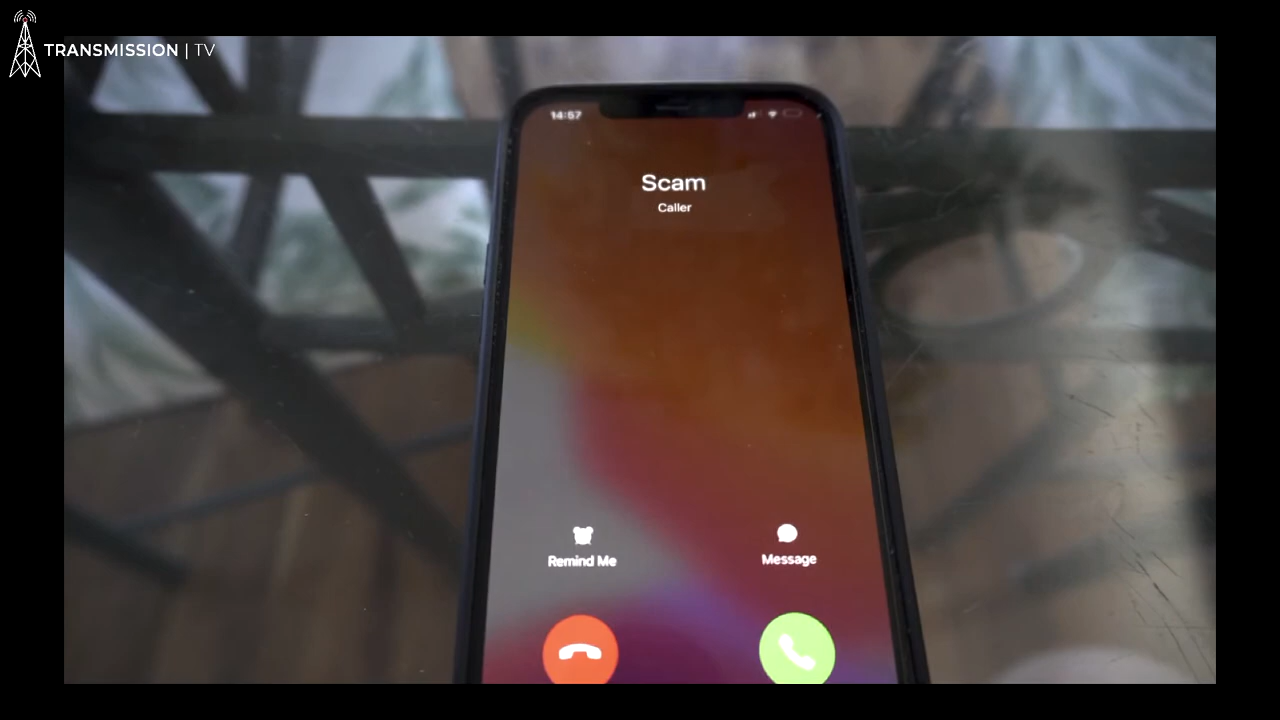 TRANSMISSION | TV
14:57
Scam
Caller
Remind Me
Message